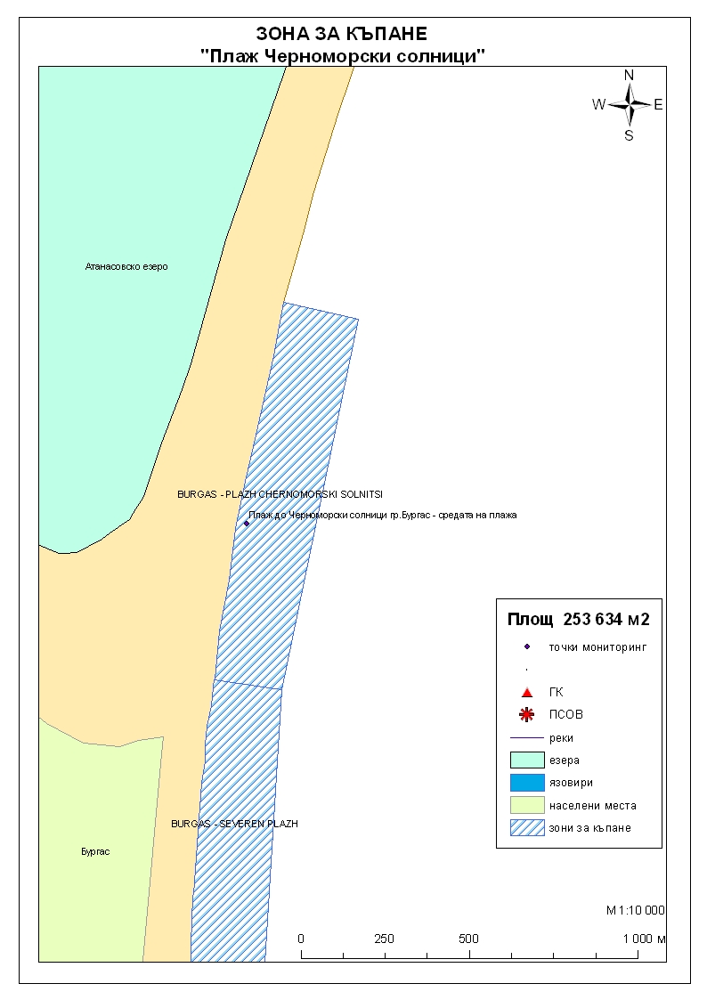 ЗОНА ЗА КЪПАНЕ
"Плаж Черноморски солници"
N
W E
S
Атанасовско езеро
BURGAS - PLAZH CHERNOMORSKI SOLNITSI
Плаж до Черноморски солници гр.Бургас - средата на плажа
Площ 253 634 м2
точки мониторинг
ГК
ПСОВ
реки
езера
язовири
населени места
зони за къпане
BURGAS - SEVEREN PLAZH
Бургас
М 1:10 000
0 250 500 1 000 м